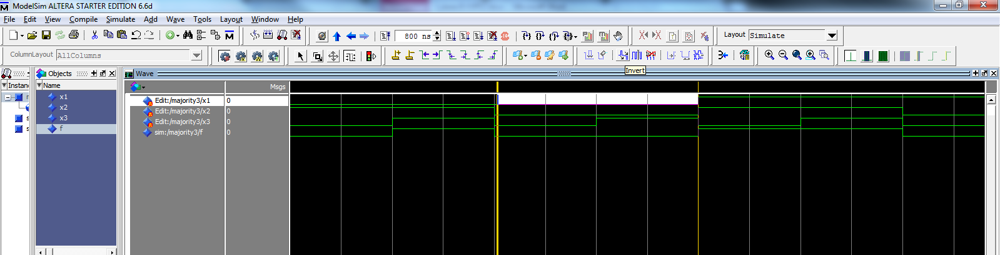 ModelSim ALTERA STARTER EDITION 6.6d
File Edit View Compile Simulate Add Wave Tools Layout Window Help
800 ns
Layout Simulate
ColumnLayout AllColumns
Invert
Instan
Objects
Wave
Name
Msgs
x1
x2
x3
f
Edit:/majority3/x1 0
Edit:/majority3/x2 0
Edit:/majority3/x3 0
sim:/majority3/f 0